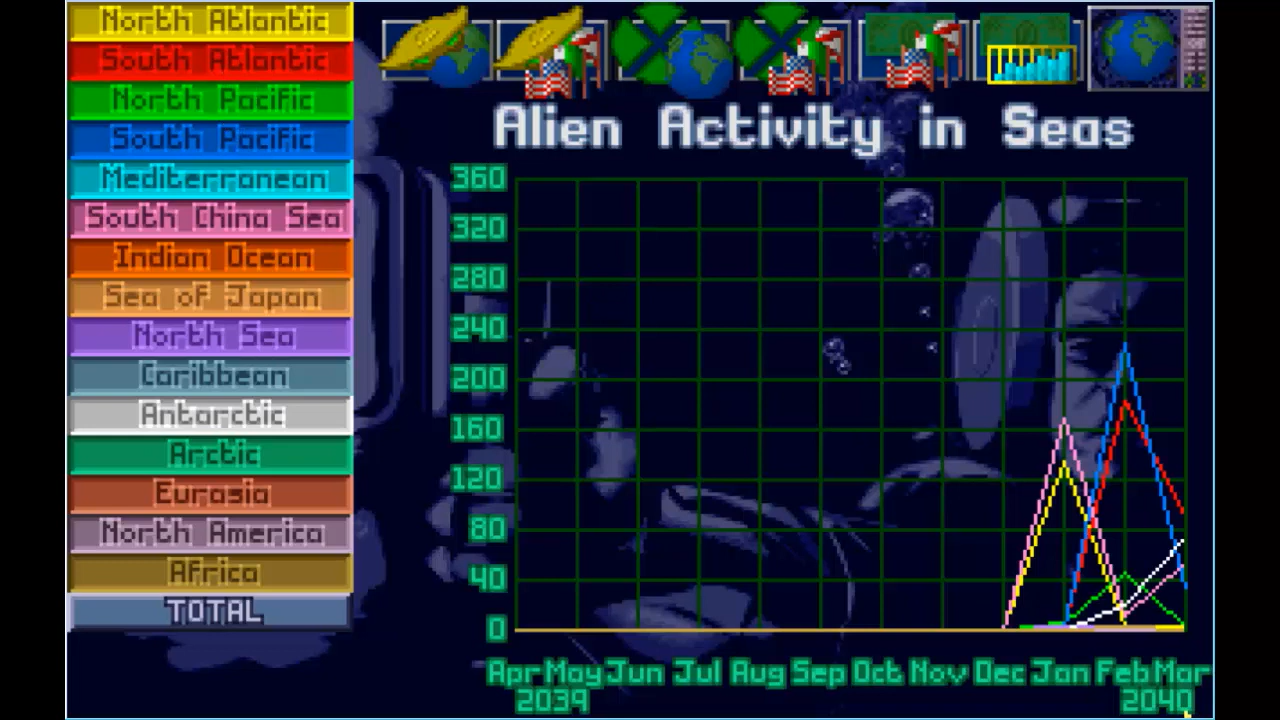 North Atlantic
South Atlantic
North Pacific
South Pacific
Mediterranean
South China Sea
Indian Ocean
Sea of Japan
North Sea
Caribbean
Antarctic
Arctic
Eurasia
North America
Africa
TOTAL
Alien Activity in Seas
360
320
280
240
200
160
120
80
40
0
Apr May Jun Jul Aug Sep Oct Nov Dec Jan Feb Mar
2039 2040